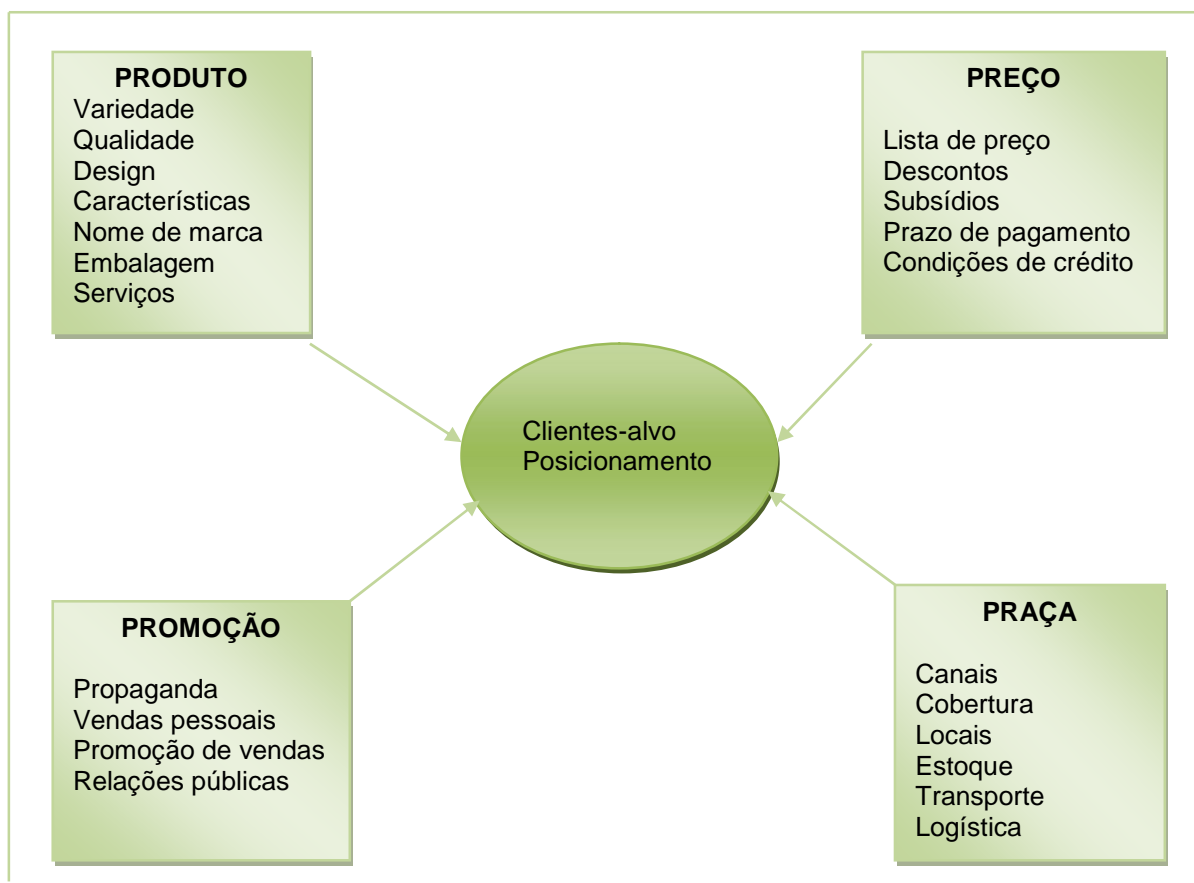 PRODUTO
Variedade
Qualidade
Design
Características
Nome de marca
Embalagem
Serviços
PREÇO
Lista de preço
Descontos
Subsídios
Prazo de pagamento
Condições de crédito
Clientes-alvo
Posicionamento
PROMOÇÃO
Propaganda
Vendas pessoais
Promoção de vendas
Relações públicas
PRAÇA
Canais
Cobertura
Locais
Estoque
Transporte
Logística